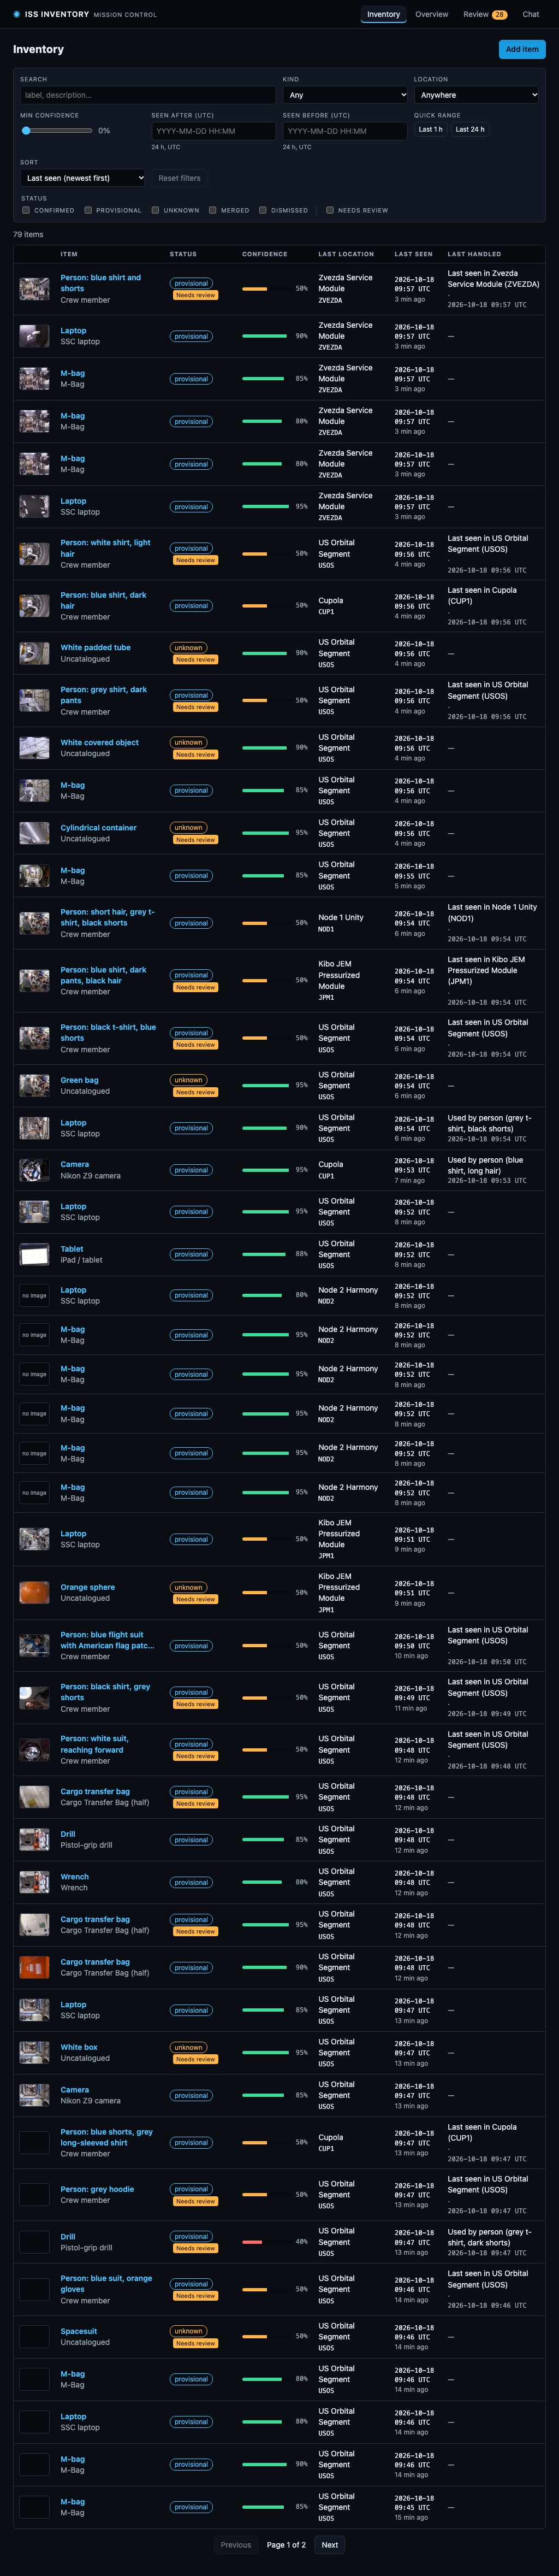 ISS INVENTORY MISSION CONTROL
Inventory Overview Review 28 Chat
Inventory
Add item
SEARCH KIND LOCATION
label, description... Any Anywhere
MIN CONFIDENCE SEEN AFTER (UTC) SEEN BEFORE (UTC) QUICK RANGE
0% YYYY-MM-DD HH:MM YYYY-MM-DD HH:MM Last 1 h Last 24 h
24 h, UTC 24 h, UTC
SORT
Last seen (newest first) Reset filters
STATUS
CONFIRMED PROVISIONAL UNKNOWN MERGED DISMISSED NEEDS REVIEW
79 items
ITEM STATUS CONFIDENCE LAST LOCATION LAST SEEN LAST HANDLED
Person: blue shirt and shorts Crew member provisional Needs review 50% Zvezda Service Module ZVEZDA 2026-10-18 09:57 UTC 3 min ago Last seen in Zvezda Service Module (ZVEZDA) · 2026-10-18 09:57 UTC
Laptop SSC laptop provisional 90% Zvezda Service Module ZVEZDA 2026-10-18 09:57 UTC 3 min ago —
M-bag M-Bag provisional 85% Zvezda Service Module ZVEZDA 2026-10-18 09:57 UTC 3 min ago —
M-bag M-Bag provisional 80% Zvezda Service Module ZVEZDA 2026-10-18 09:57 UTC 3 min ago —
M-bag M-Bag provisional 80% Zvezda Service Module ZVEZDA 2026-10-18 09:57 UTC 3 min ago —
Laptop SSC laptop provisional 95% Zvezda Service Module ZVEZDA 2026-10-18 09:57 UTC 3 min ago —
Person: white shirt, light hair Crew member provisional Needs review 50% US Orbital Segment USOS 2026-10-18 09:56 UTC 4 min ago Last seen in US Orbital Segment (USOS) · 2026-10-18 09:56 UTC
Person: blue shirt, dark hair Crew member provisional 50% Cupola CUP1 2026-10-18 09:56 UTC 4 min ago Last seen in Cupola (CUP1) · 2026-10-18 09:56 UTC
White padded tube Uncatalogued unknown Needs review 90% US Orbital Segment USOS 2026-10-18 09:56 UTC 4 min ago —
Person: grey shirt, dark pants Crew member provisional Needs review 50% US Orbital Segment USOS 2026-10-18 09:56 UTC 4 min ago Last seen in US Orbital Segment (USOS) · 2026-10-18 09:56 UTC
White covered object Uncatalogued unknown Needs review 90% US Orbital Segment USOS 2026-10-18 09:56 UTC 4 min ago —
M-bag M-Bag provisional 85% US Orbital Segment USOS 2026-10-18 09:56 UTC 4 min ago —
Cylindrical container Uncatalogued unknown Needs review 95% US Orbital Segment USOS 2026-10-18 09:56 UTC 4 min ago —
M-bag M-Bag provisional 85% US Orbital Segment USOS 2026-10-18 09:55 UTC 5 min ago —
Person: short hair, grey t-shirt, black shorts Crew member provisional 50% Node 1 Unity NOD1 2026-10-18 09:54 UTC 6 min ago Last seen in Node 1 Unity (NOD1) · 2026-10-18 09:54 UTC
Person: blue shirt, dark pants, black hair Crew member provisional Needs review 50% Kibo JEM Pressurized Module JPM1 2026-10-18 09:54 UTC 6 min ago Last seen in Kibo JEM Pressurized Module (JPM1) · 2026-10-18 09:54 UTC
Person: black t-shirt, blue shorts Crew member provisional Needs review 50% US Orbital Segment USOS 2026-10-18 09:54 UTC 6 min ago Last seen in US Orbital Segment (USOS) · 2026-10-18 09:54 UTC
Green bag Uncatalogued unknown Needs review 95% US Orbital Segment USOS 2026-10-18 09:54 UTC 6 min ago —
Laptop SSC laptop provisional 90% US Orbital Segment USOS 2026-10-18 09:54 UTC 6 min ago Used by person (grey t-shirt, black shorts) 2026-10-18 09:54 UTC
Camera Nikon Z9 camera provisional 95% Cupola CUP1 2026-10-18 09:53 UTC 7 min ago Used by person (blue shirt, long hair) 2026-10-18 09:53 UTC
Laptop SSC laptop provisional 95% US Orbital Segment USOS 2026-10-18 09:52 UTC 8 min ago —
Tablet iPad / tablet provisional 88% US Orbital Segment USOS 2026-10-18 09:52 UTC 8 min ago —
no image Laptop SSC laptop provisional 80% Node 2 Harmony NOD2 2026-10-18 09:52 UTC 8 min ago —
no image M-bag M-Bag provisional 95% Node 2 Harmony NOD2 2026-10-18 09:52 UTC 8 min ago —
no image M-bag M-Bag provisional 95% Node 2 Harmony NOD2 2026-10-18 09:52 UTC 8 min ago —
no image M-bag M-Bag provisional 95% Node 2 Harmony NOD2 2026-10-18 09:52 UTC 8 min ago —
no image M-bag M-Bag provisional 95% Node 2 Harmony NOD2 2026-10-18 09:52 UTC 8 min ago —
no image M-bag M-Bag provisional 95% Node 2 Harmony NOD2 2026-10-18 09:52 UTC 8 min ago —
Laptop SSC laptop provisional 50% Kibo JEM Pressurized Module JPM1 2026-10-18 09:51 UTC 9 min ago —
Orange sphere Uncatalogued unknown Needs review 50% Kibo JEM Pressurized Module JPM1 2026-10-18 09:51 UTC 9 min ago —
Person: blue flight suit with American flag patc... Crew member provisional 50% US Orbital Segment USOS 2026-10-18 09:50 UTC 10 min ago Last seen in US Orbital Segment (USOS) · 2026-10-18 09:50 UTC
Person: black shirt, grey shorts Crew member provisional Needs review 50% US Orbital Segment USOS 2026-10-18 09:49 UTC 11 min ago Last seen in US Orbital Segment (USOS) · 2026-10-18 09:49 UTC
Person: white suit, reaching forward Crew member provisional Needs review 50% US Orbital Segment USOS 2026-10-18 09:48 UTC 12 min ago Last seen in US Orbital Segment (USOS) · 2026-10-18 09:48 UTC
Cargo transfer bag Cargo Transfer Bag (half) provisional Needs review 95% US Orbital Segment USOS 2026-10-18 09:48 UTC 12 min ago —
Drill Pistol-grip drill provisional 85% US Orbital Segment USOS 2026-10-18 09:48 UTC 12 min ago —
Wrench Wrench provisional 80% US Orbital Segment USOS 2026-10-18 09:48 UTC 12 min ago —
Cargo transfer bag Cargo Transfer Bag (half) provisional Needs review 95% US Orbital Segment USOS 2026-10-18 09:48 UTC 12 min ago —
Cargo transfer bag Cargo Transfer Bag (half) provisional 90% US Orbital Segment USOS 2026-10-18 09:48 UTC 12 min ago —
Laptop SSC laptop provisional 85% US Orbital Segment USOS 2026-10-18 09:47 UTC 13 min ago —
White box Uncatalogued unknown Needs review 95% US Orbital Segment USOS 2026-10-18 09:47 UTC 13 min ago —
Camera Nikon Z9 camera provisional 85% US Orbital Segment USOS 2026-10-18 09:47 UTC 13 min ago —
Person: blue shorts, grey long-sleeved shirt Crew member provisional 50% Cupola CUP1 2026-10-18 09:47 UTC 13 min ago Last seen in Cupola (CUP1) · 2026-10-18 09:47 UTC
Person: grey hoodie Crew member provisional Needs review 50% US Orbital Segment USOS 2026-10-18 09:47 UTC 13 min ago Last seen in US Orbital Segment (USOS) · 2026-10-18 09:47 UTC
Drill Pistol-grip drill provisional Needs review 40% US Orbital Segment USOS 2026-10-18 09:47 UTC 13 min ago Used by person (grey t-shirt, dark shorts) 2026-10-18 09:47 UTC
Person: blue suit, orange gloves Crew member provisional Needs review 50% US Orbital Segment USOS 2026-10-18 09:46 UTC 14 min ago Last seen in US Orbital Segment (USOS) · 2026-10-18 09:46 UTC
Spacesuit Uncatalogued unknown Needs review 50% US Orbital Segment USOS 2026-10-18 09:46 UTC 14 min ago —
M-bag M-Bag provisional 80% US Orbital Segment USOS 2026-10-18 09:46 UTC 14 min ago —
Laptop SSC laptop provisional 80% US Orbital Segment USOS 2026-10-18 09:46 UTC 14 min ago —
M-bag M-Bag provisional 90% US Orbital Segment USOS 2026-10-18 09:46 UTC 14 min ago —
M-bag M-Bag provisional 85% US Orbital Segment USOS 2026-10-18 09:45 UTC 15 min ago —
Previous Page 1 of 2 Next